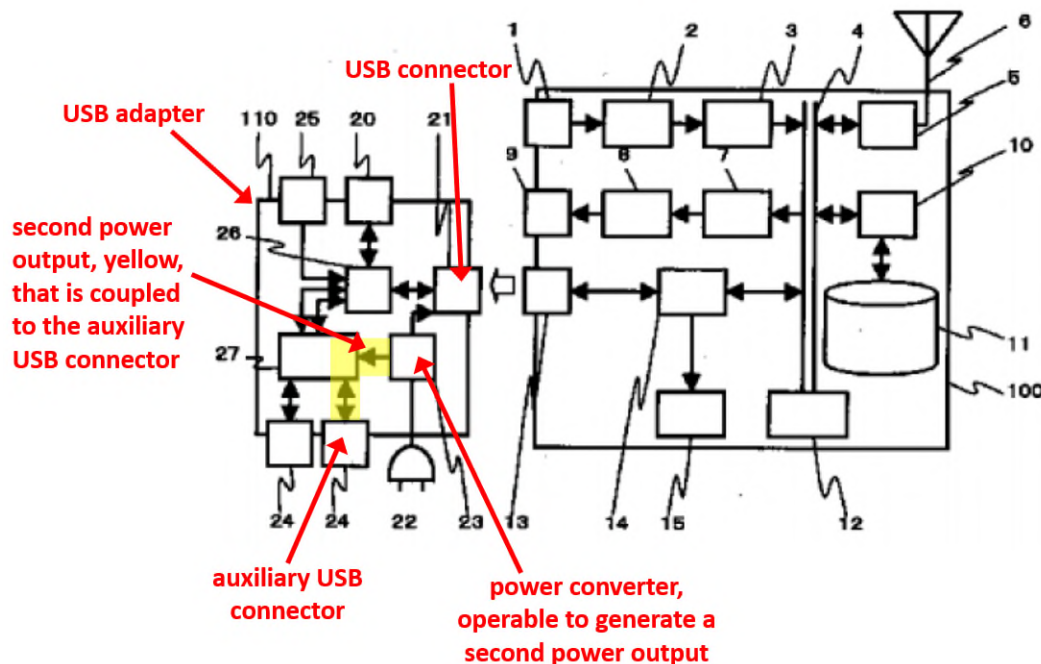 1
2
3
4
6
USB connector
5
USB adapter
110
25
20
21
9
8
7
10
second power
output, yellow,
that is coupled
to the auxiliary
USB connector
26
27
11
100
24
24
22
23
13
14
15
12
auxiliary USB
connector
power converter,
operable to generate a
second power output